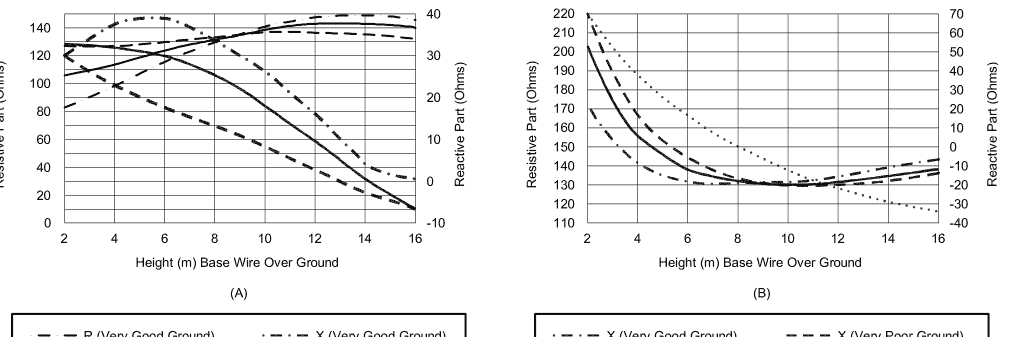 140
120
100
80
60
40
20
0
40
30
20
10
0
-10
Resistive Part (Ohms)
Reactive Part (Ohms)
2 4 6 8 10 12 14 16
Height (m) Base Wire Over Ground
(A)
R (Very Good Ground)
X (Very Good Ground)
220
210
200
190
180
170
160
150
140
130
120
110
70
60
50
40
30
20
10
0
-10
-20
-30
-40
Resistive Part (Ohms)
Reactive Part (Ohms)
2 4 6 8 10 12 14 16
Height (m) Base Wire Over Ground
(B)
X (Very Good Ground)
X (Very Poor Ground)